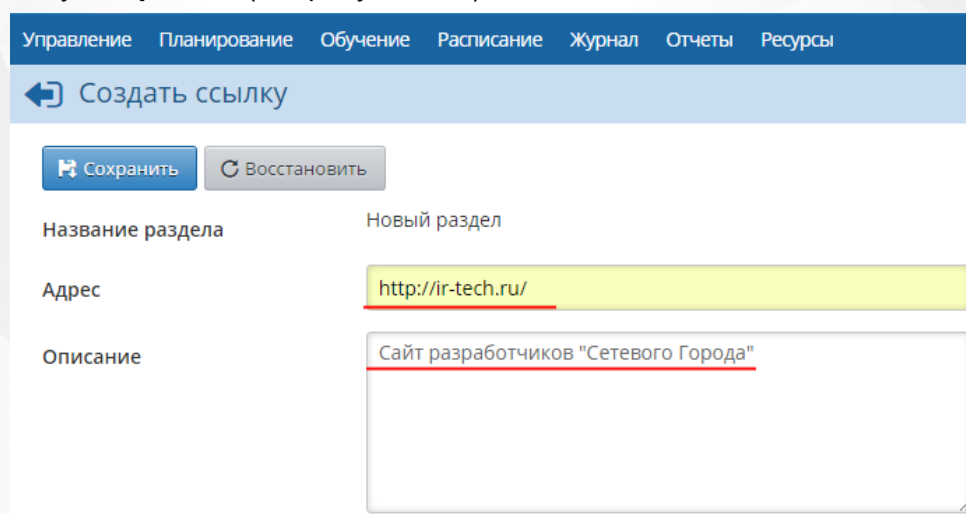 Управление Планирование Обучение Расписание Журнал Отчеты Ресурсы
Создать ссылку
Сохранить Восстановить
Название раздела Новый раздел
Адрес http://ir-tech.ru/
Описание Сайт разработчиков "Сетевого Города"